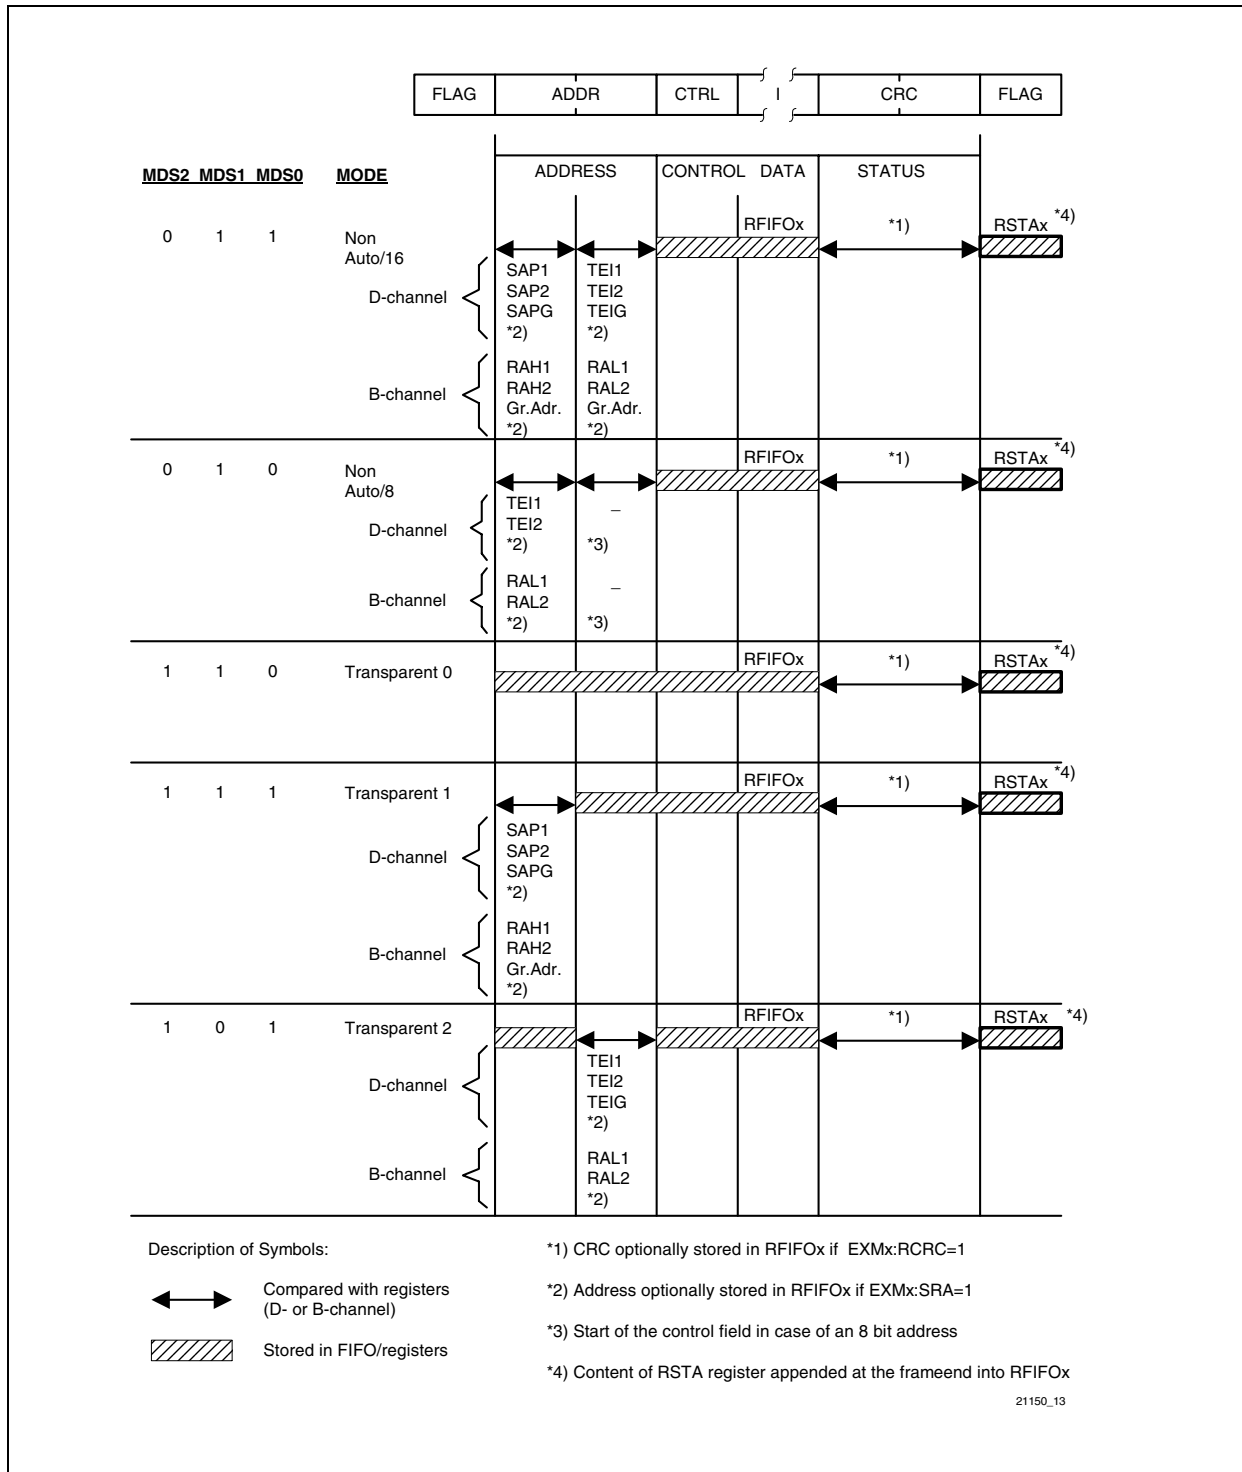 FLAG ADDR CTRL I CRC FLAG
MDS2 MDS1 MDS0 MODE ADDRESS CONTROL DATA STATUS
0 1 1 Non Auto/16 RFIFOx *1) RSTAx *4)
D-channel
SAP1 TEI1
SAP2 TEI2
SAPG TEIG
*2) *2)
B-channel
RAH1 RAL1
RAH2 RAL2
Gr.Adr. Gr.Adr.
*2) *2)
0 1 0 Non Auto/8 RFIFOx *1) RSTAx *4)
D-channel
TEI1 –
TEI2
*2) *3)
B-channel
RAL1 –
RAL2
*2) *3)
1 1 0 Transparent 0 RFIFOx *1) RSTAx *4)
1 1 1 Transparent 1 RFIFOx *1) RSTAx *4)
D-channel
SAP1
SAP2
SAPG
*2)
B-channel
RAH1
RAH2
Gr.Adr.
*2)
1 0 1 Transparent 2 RFIFOx *1) RSTAx *4)
D-channel
TEI1
TEI2
TEIG
*2)
B-channel
RAL1
RAL2
*2)
Description of Symbols:
Compared with registers
(D- or B-channel)
Stored in FIFO/registers
*1) CRC optionally stored in RFIFOx if EXMx:RCRC=1
*2) Address optionally stored in RFIFOx if EXMx:SRA=1
*3) Start of the control field in case of an 8 bit address
*4) Content of RSTA register appended at the frameend into RFIFOx
21150_13